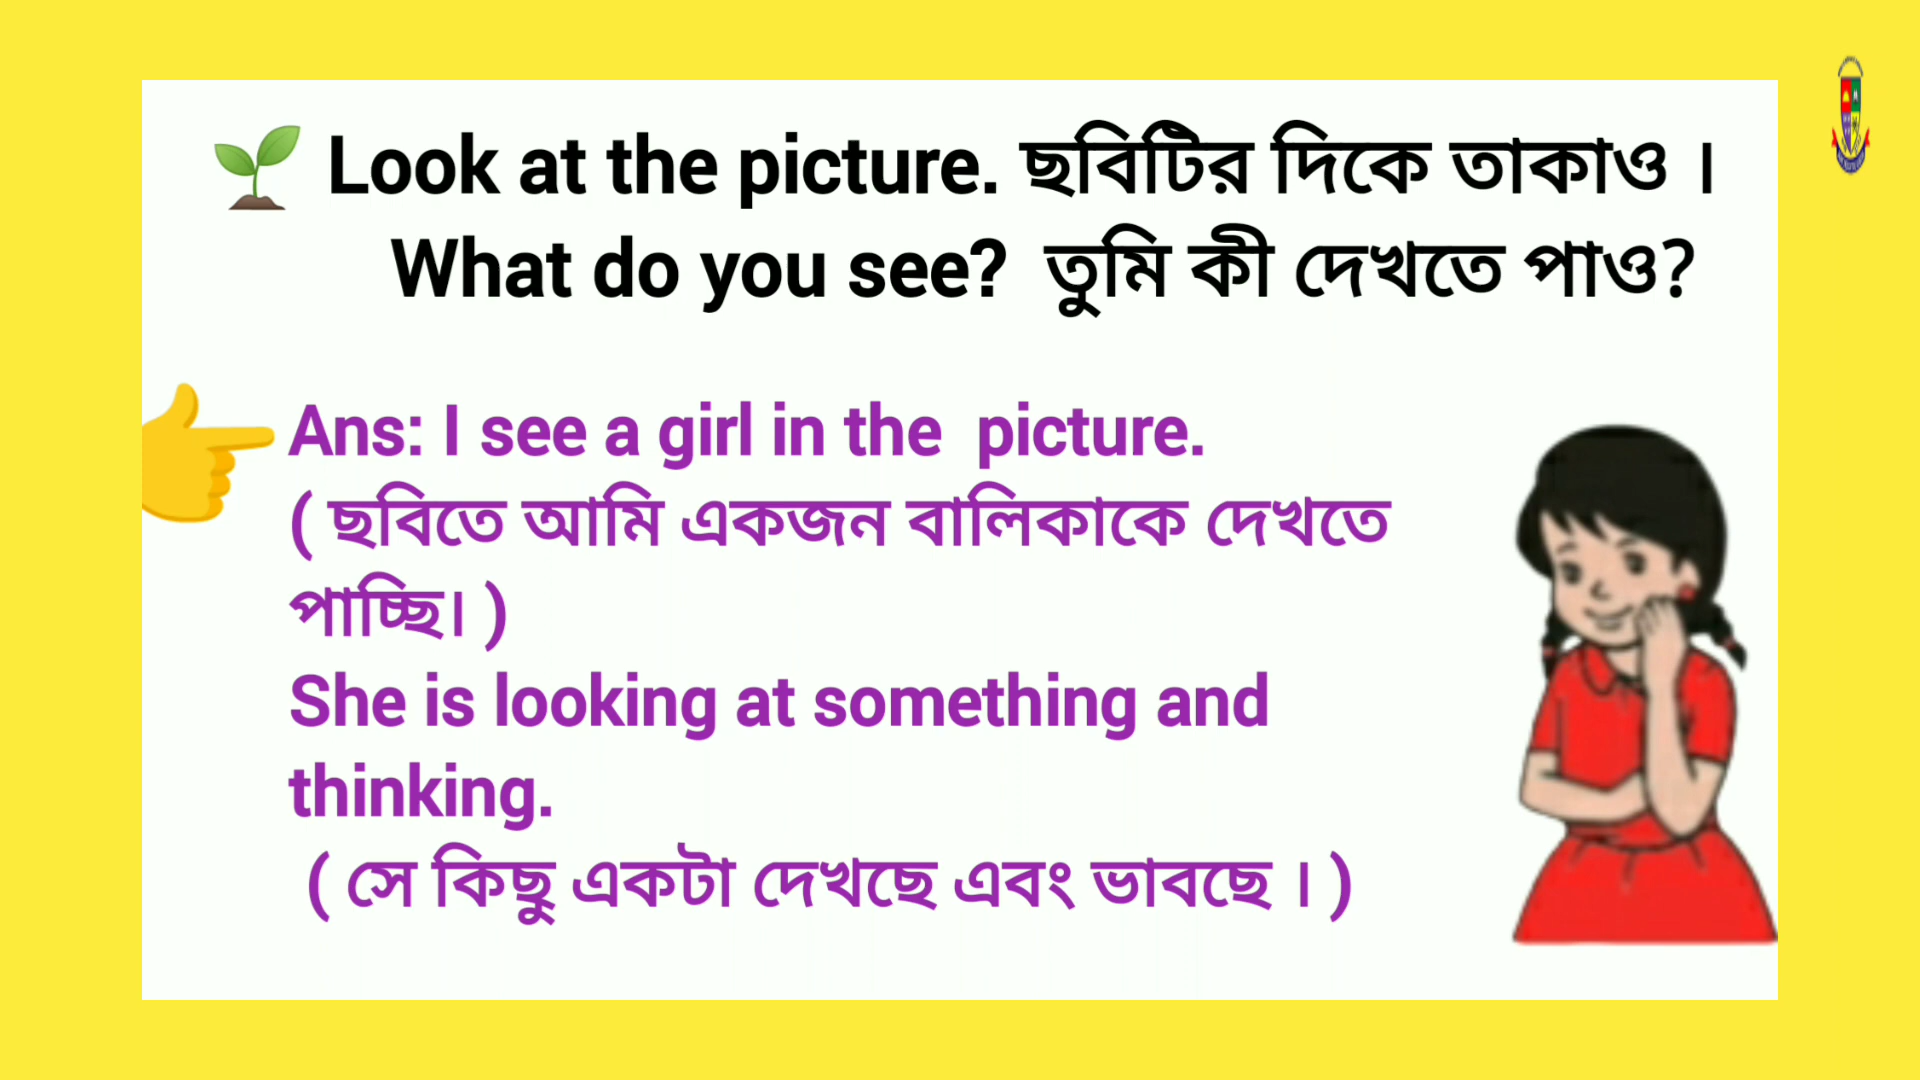 Look at the picture. ছবিটির দিকে তাকাও ।
What do you see? তুমি কী দেখতে পাও?
Ans: I see a girl in the picture.
( ছবিতে আমি একজন বালিকাকে দেখতে
পাচ্ছি। )
She is looking at something and
thinking.
( সে কিছু একটা দেখছে এবং ভাবছে । )